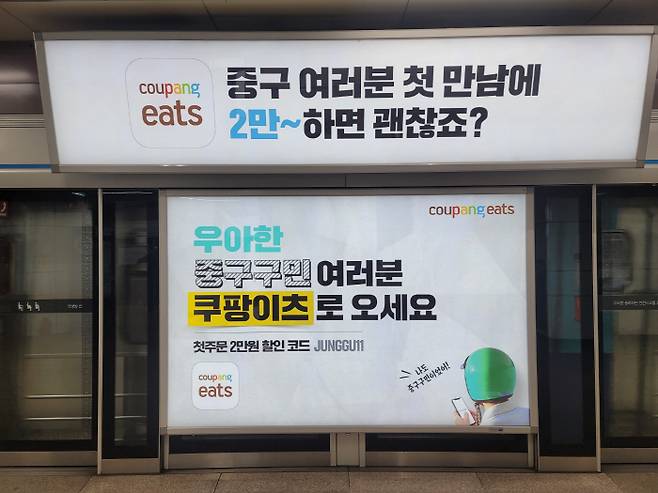 coupang
eats
중구 여러분 첫 만남에
2만~하면 괜찮죠?
coupang eats
우아한
중구구민 여러분
쿠팡이츠로 오세요
첫주문 2만원 할인 코드 JUNGGU11
coupang
eats
나도
중구구민이었어!